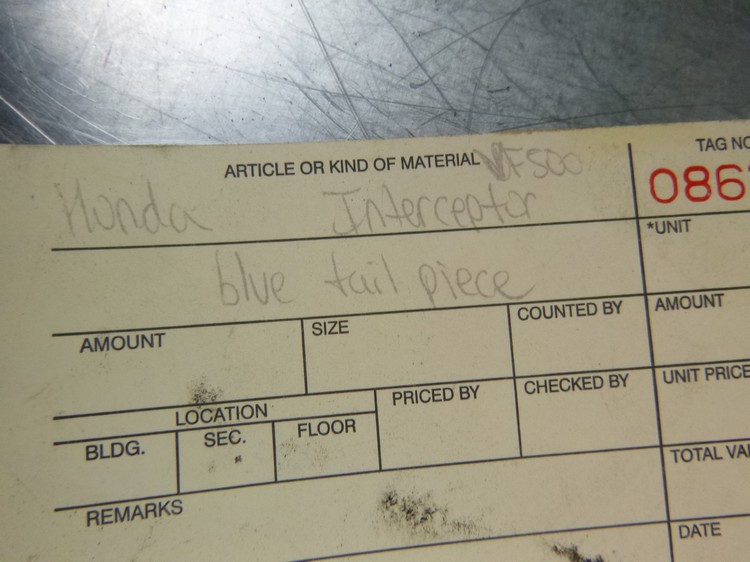 ARTICLE OR KIND OF MATERIAL VF500
TAG NO
Honda Interceptor
086
*UNIT
blue tail piece
AMOUNT
SIZE
COUNTED BY
AMOUNT
LOCATION
PRICED BY
CHECKED BY
UNIT PRICE
BLDG.
SEC.
FLOOR
TOTAL VA
REMARKS
DATE